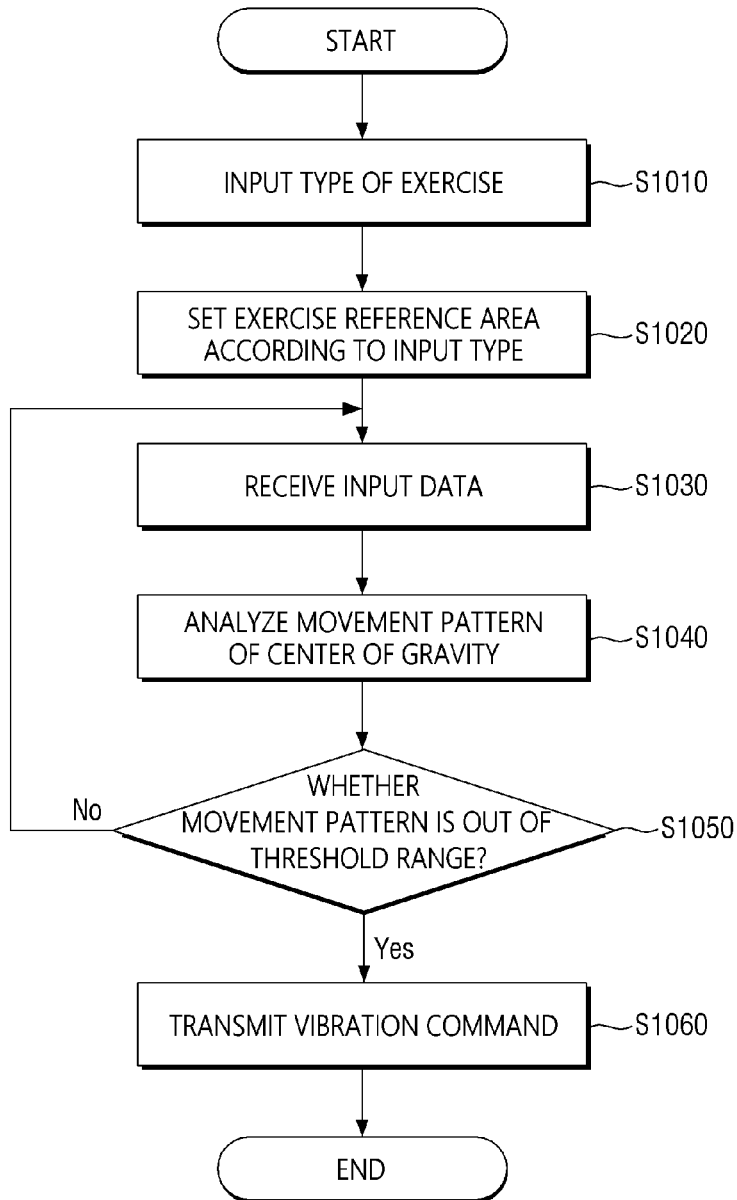 START
INPUT TYPE OF EXERCISE
S1010
SET EXERCISE REFERENCE AREA
ACCORDING TO INPUT TYPE
S1020
RECEIVE INPUT DATA
S1030
ANALYZE MOVEMENT PATTERN
OF CENTER OF GRAVITY
S1040
WHETHER
MOVEMENT PATTERN IS OUT OF
THRESHOLD RANGE?
S1050
No
Yes
TRANSMIT VIBRATION COMMAND
S1060
END